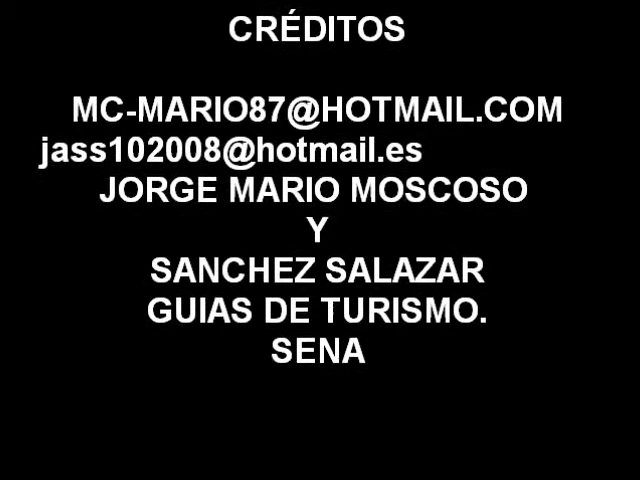 CRÉDITOS
MC-MARIO87@HOTMAIL.COM
jass102008@hotmail.es
JORGE MARIO MOSCOSO
Y
SANCHEZ SALAZAR
GUIAS DE TURISMO.
SENA